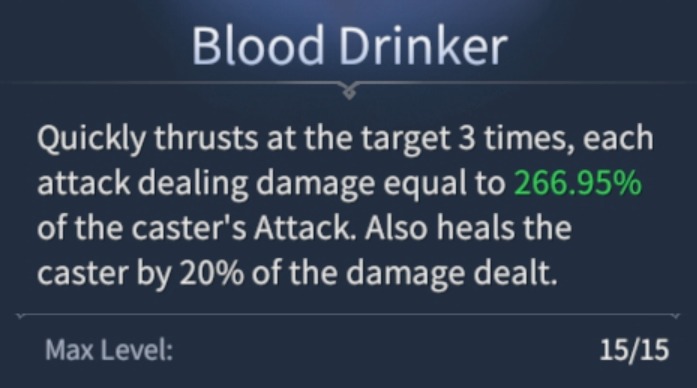 Blood Drinker
Quickly thrusts at the target 3 times, each
attack dealing damage equal to 266.95%
of the caster's Attack. Also heals the
caster by 20% of the damage dealt.
Max Level: 15/15